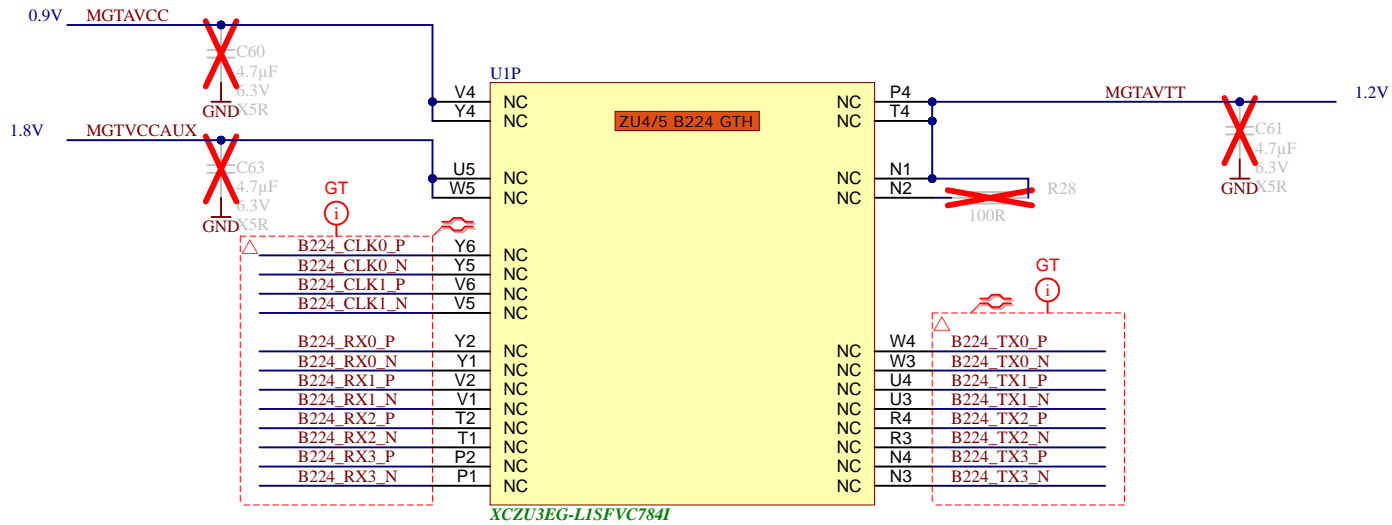 0.9V MGTAVCC
C60
4.7µF
6.3V
X5R
GND
1.8V MGTVCCAUX
C63
4.7µF
6.3V
X5R
GND
U1P
ZU4/5 B224 GTH
V4 NC
Y4 NC
U5 NC
W5 NC
GT
i
B224_CLK0_P Y6 NC
B224_CLK0_N Y5 NC
B224_CLK1_P V6 NC
B224_CLK1_N V5 NC
B224_RX0_P Y2 NC
B224_RX0_N Y1 NC
B224_RX1_P V2 NC
B224_RX1_N V1 NC
B224_RX2_P T2 NC
B224_RX2_N T1 NC
B224_RX3_P P2 NC
B224_RX3_N P1 NC
NC P4 MGTAVTT 1.2V
NC T4
NC N1
NC N2
R28
100R
C61
4.7µF
6.3V
X5R
GND
GT
i
NC W4 B224_TX0_P
NC W3 B224_TX0_N
NC U4 B224_TX1_P
NC U3 B224_TX1_N
NC R4 B224_TX2_P
NC R3 B224_TX2_N
NC N4 B224_TX3_P
NC N3 B224_TX3_N
XCZU3EG-L1SFVC784I